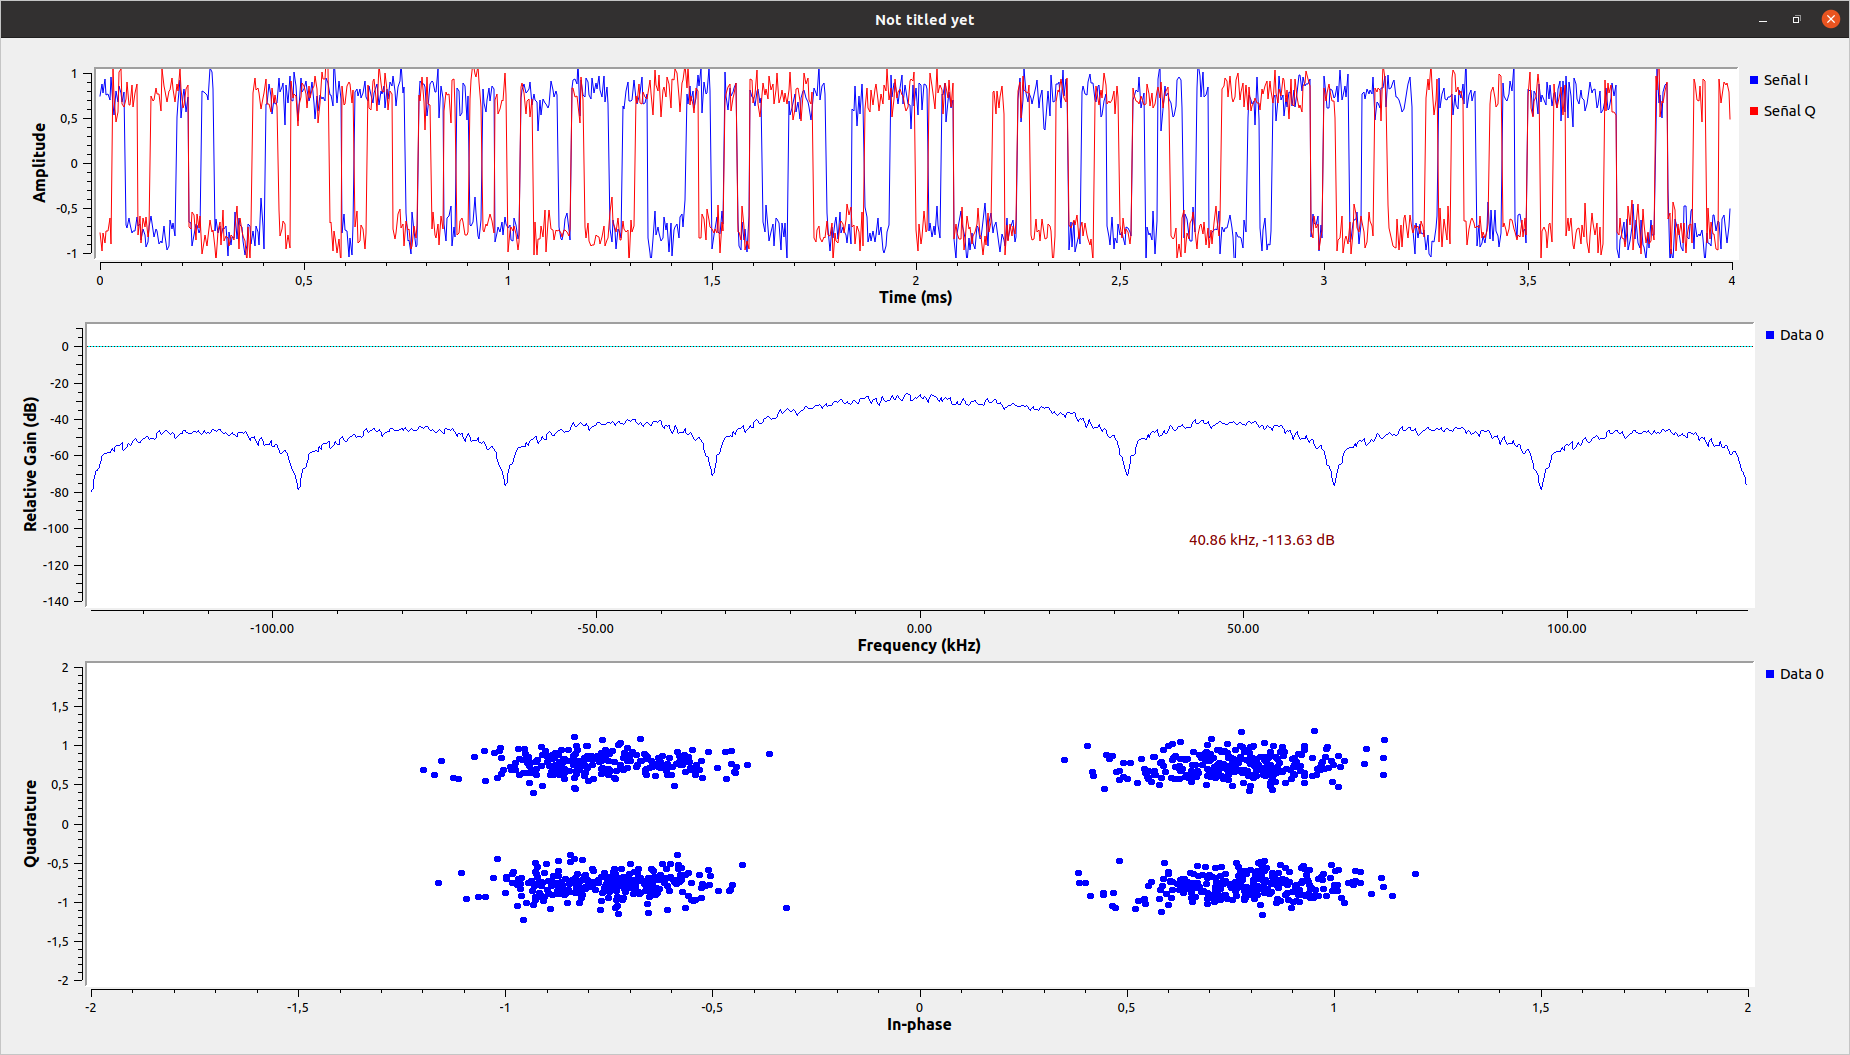 Not titled yet
Amplitude
1
0,5
0
-0,5
-1
0 0,5 1 1,5 2 2,5 3 3,5 4
Time (ms)
Señal I
Señal Q
Relative Gain (dB)
0
-20
-40
-60
-80
-100
-120
-140
40.86 kHz, -113.63 dB
-100.00 -50.00 0.00 50.00 100.00
Frequency (kHz)
Data 0
Quadrature
2
1,5
1
0,5
0
-0,5
-1
-1,5
-2
-2 -1,5 -1 -0,5 0 0,5 1 1,5 2
In-phase
Data 0